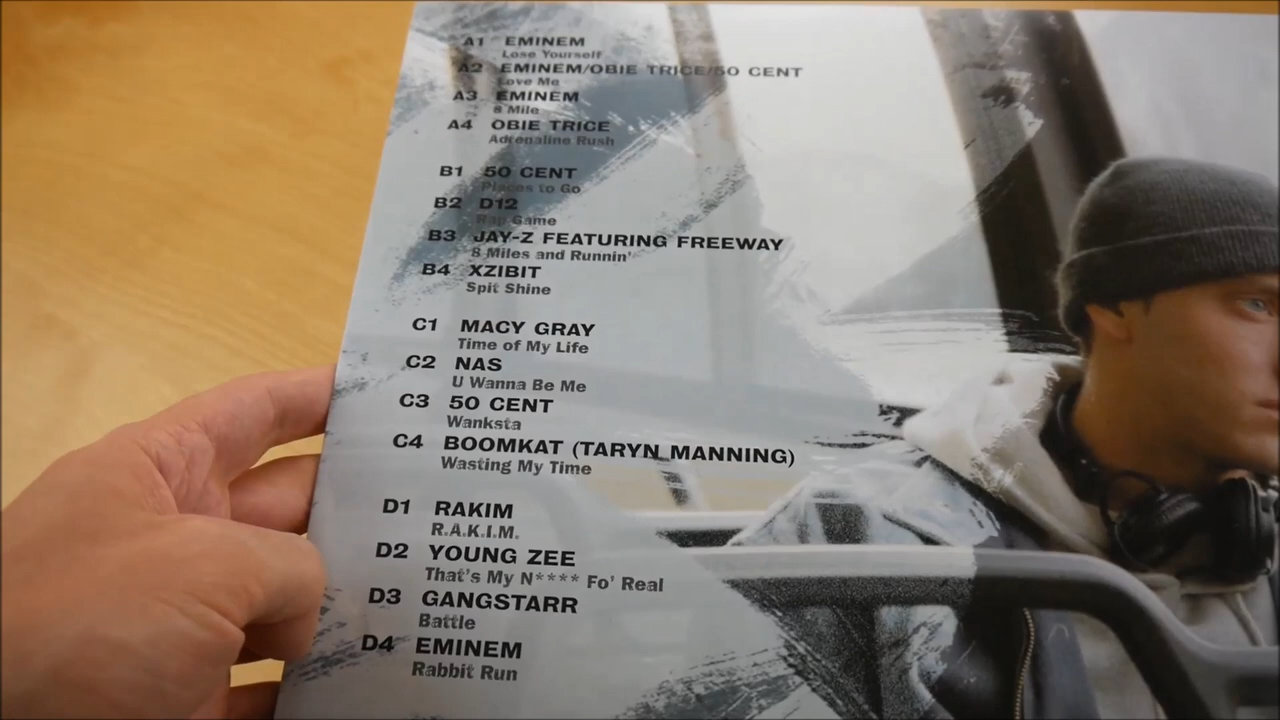 A1 EMINEM
Lose Yourself
A2 EMINEM/OBIE TRICE/50 CENT
Love Me
A3 EMINEM
8 Mile
A4 OBIE TRICE
Adrenaline Rush
B1 50 CENT
Places to Go
B2 D12
Rap Game
B3 JAY-Z FEATURING FREEWAY
8 Miles and Runnin'
B4 XZIBIT
Spit Shine
C1 MACY GRAY
Time of My Life
C2 NAS
U Wanna Be Me
C3 50 CENT
Wanksta
C4 BOOMKAT (TARYN MANNING)
Wasting My Time
D1 RAKIM
R.A.K.I.M.
D2 YOUNG ZEE
That's My N**** Fo' Real
D3 GANGSTARR
Battle
D4 EMINEM
Rabbit Run